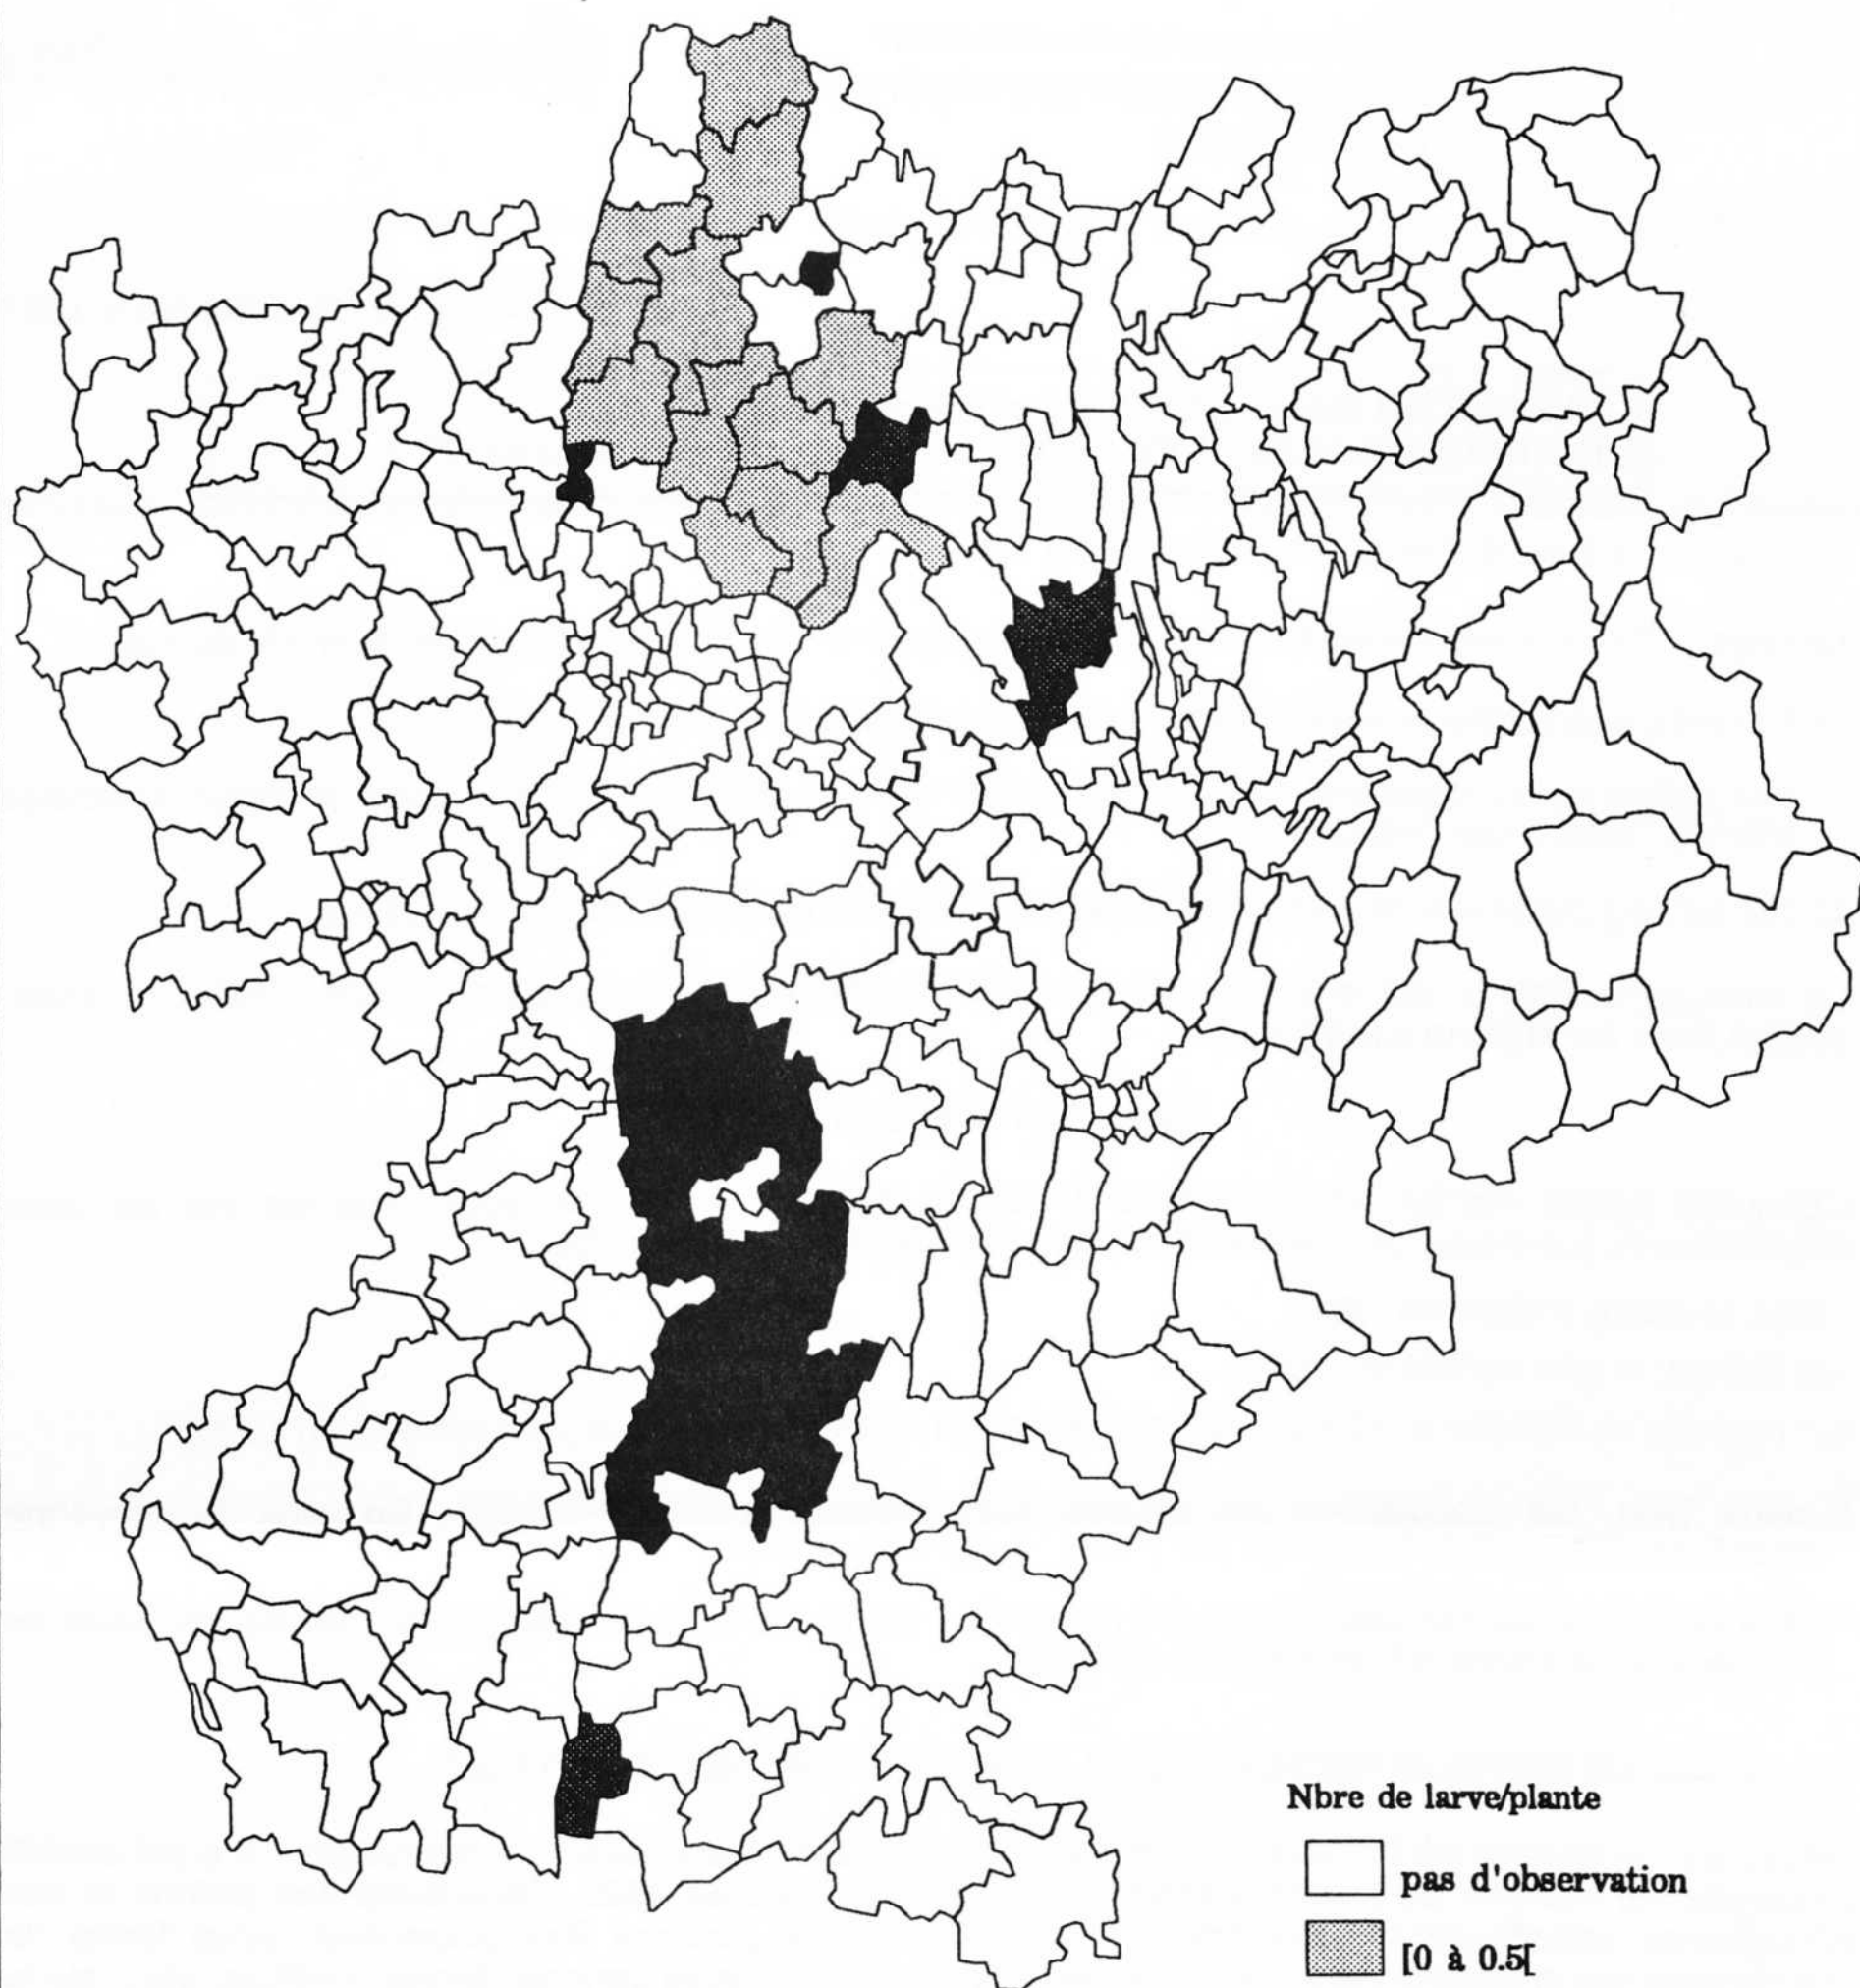 Nbre de larve/plante
pas d'observation
[0 à 0.5[